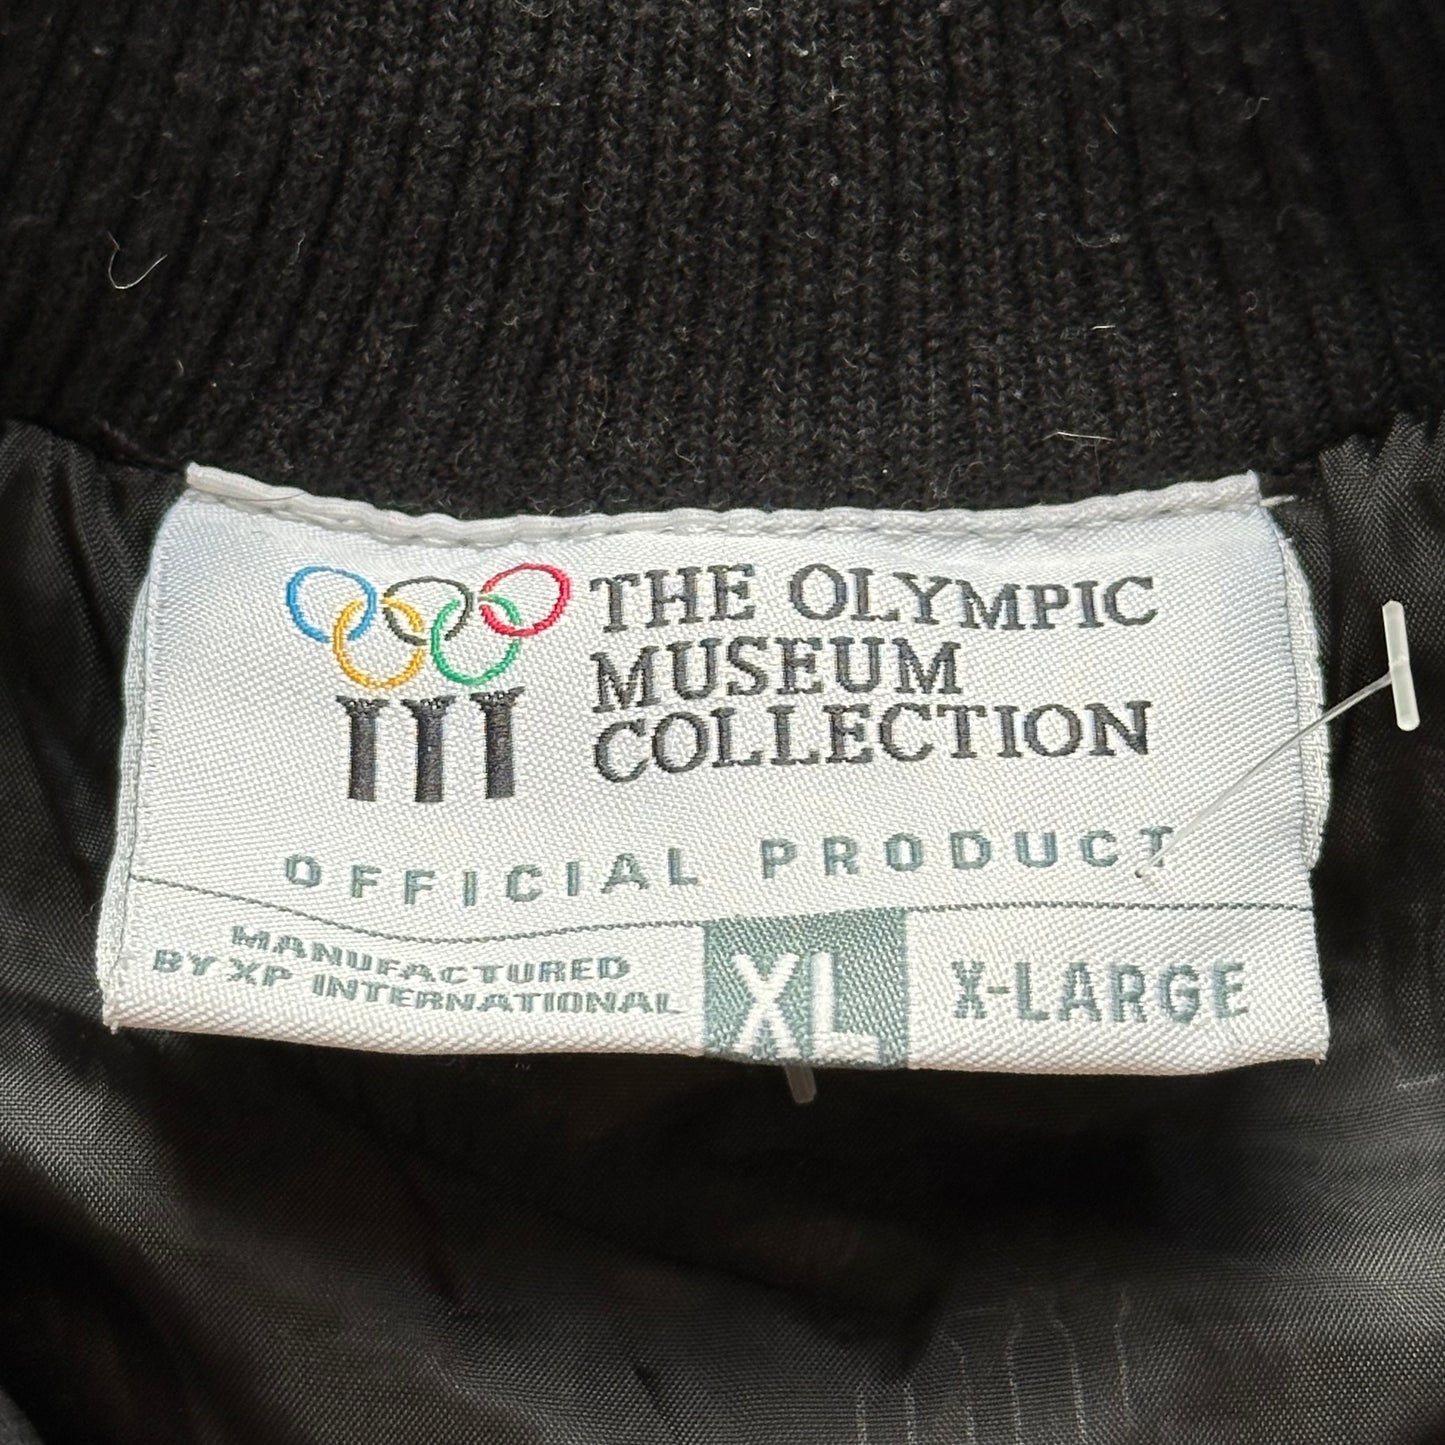 THE OLYMPIC
MUSEUM
COLLECTION
OFFICIAL PRODUCT
MANUFACTURED
BY XP INTERNATIONAL
XL
X-LARGE